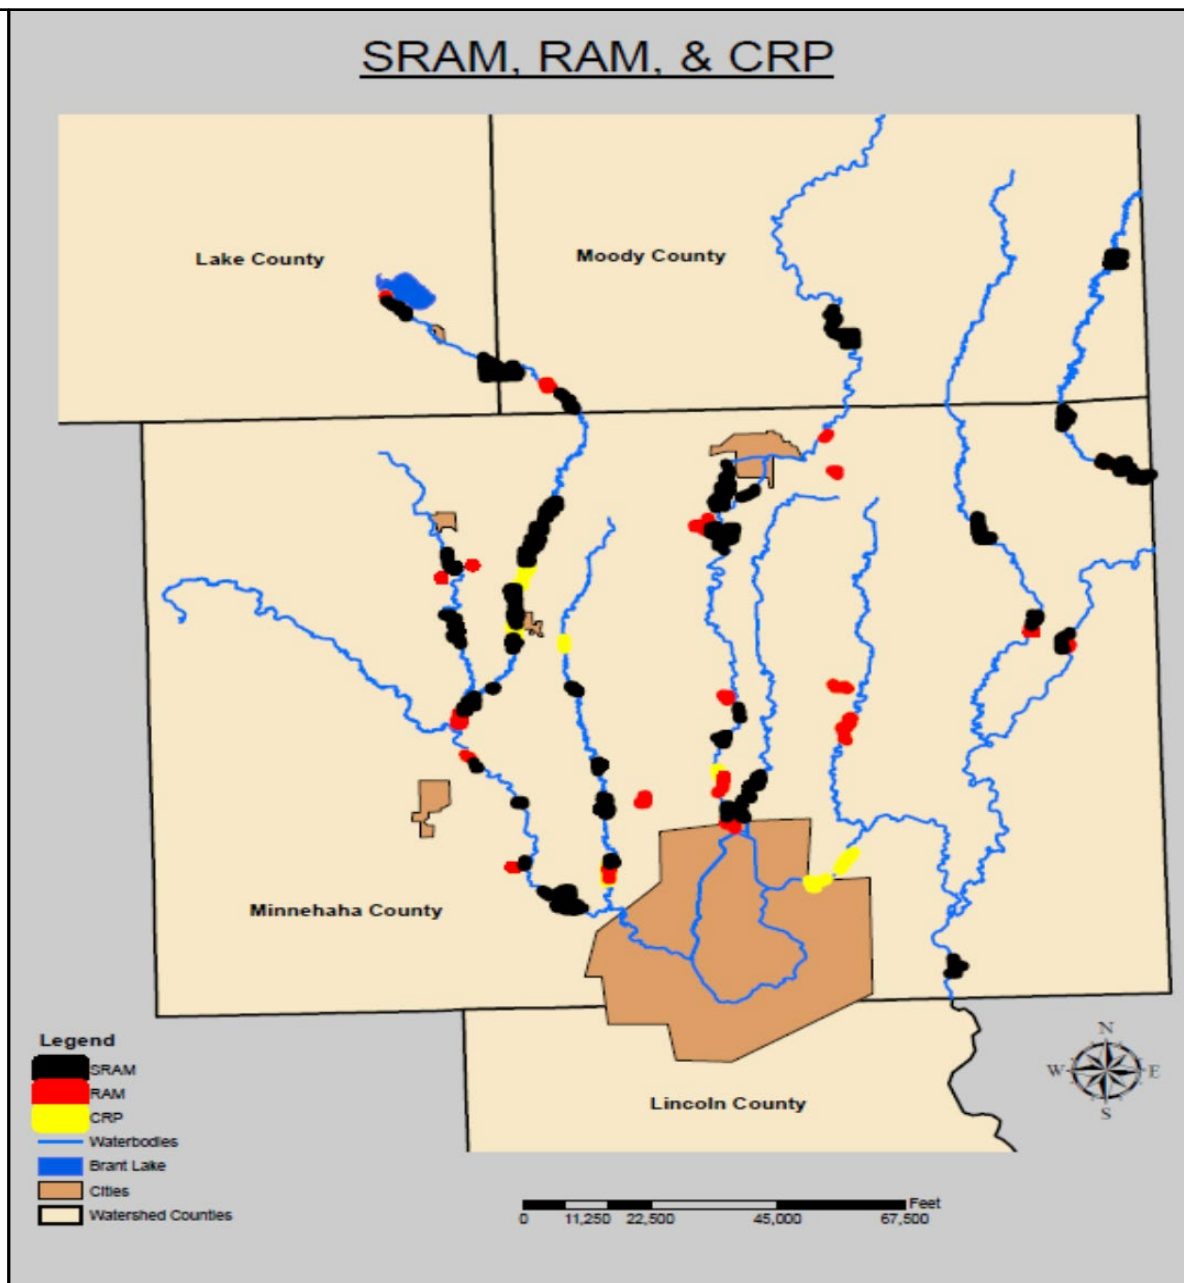 SRAM, RAM, & CRP
Lake County
Moody County
Minnehaha County
Lincoln County
N
W
E
S
Legend
SRAM
RAM
CRP
Waterbodies
Brant Lake
Cities
Watershed Counties
Feet
0 11,250 22,500 45,000 67,500